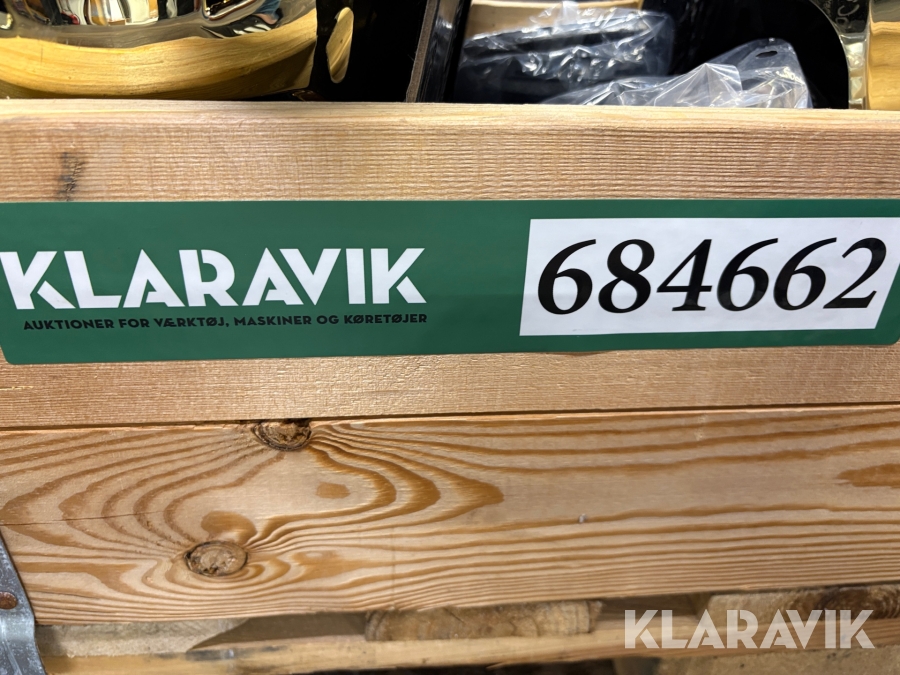 KLARAVIK
AUKTIONER FOR VÆRKTØJ, MASKINER OG KØRETØJER
684662
KLARAVIK